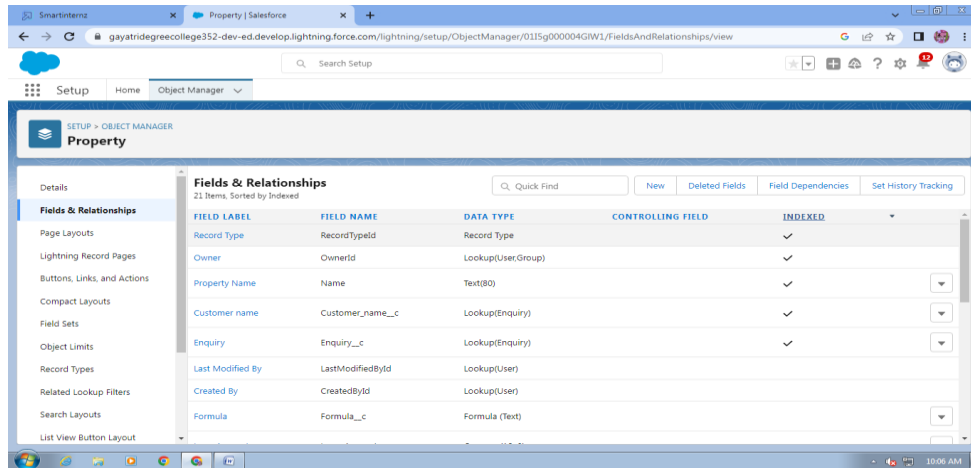 Smartinternz
Property | Salesforce
gayatridegreecollege352-dev-ed.develop.lightning.force.com/lightning/setup/ObjectManager/01I5g000004GIW1/FieldsAndRelationships/view
Search Setup
12
Setup Home Object Manager
SETUP > OBJECT MANAGER
Property
Details
Fields & Relationships
Page Layouts
Lightning Record Pages
Buttons, Links, and Actions
Compact Layouts
Field Sets
Object Limits
Record Types
Related Lookup Filters
Search Layouts
List View Button Layout
Fields & Relationships
21 Items, Sorted by Indexed
Quick Find
New Deleted Fields Field Dependencies Set History Tracking
FIELD LABEL FIELD NAME DATA TYPE CONTROLLING FIELD INDEXED
Record Type RecordTypeId Record Type
Owner OwnerId Lookup(User,Group)
Property Name Name Text(80)
Customer name Customer_name__c Lookup(Enquiry)
Enquiry Enquiry__c Lookup(Enquiry)
Last Modified By LastModifiedById Lookup(User)
Created By CreatedById Lookup(User)
Formula Formula__c Formula (Text)
10:06 AM